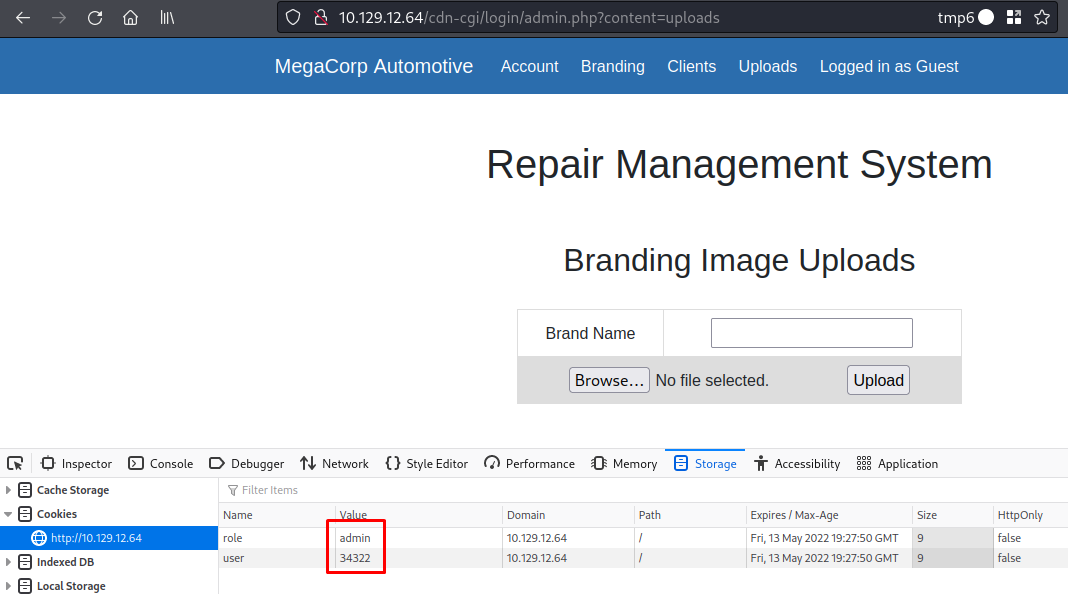 10.129.12.64/cdn-cgi/login/admin.php?content=uploads tmp6
MegaCorp Automotive Account Branding Clients Uploads Logged in as Guest
Repair Management System
Branding Image Uploads
Brand Name
Browse... No file selected. Upload
Inspector Console Debugger Network Style Editor Performance Memory Storage Accessibility Application
Cache Storage
Cookies
http://10.129.12.64
Indexed DB
Local Storage
Filter Items
Name Value Domain Path Expires / Max-Age Size HttpOnly
role admin 10.129.12.64 / Fri, 13 May 2022 19:27:50 GMT 9 false
user 34322 10.129.12.64 / Fri, 13 May 2022 19:27:50 GMT 9 false